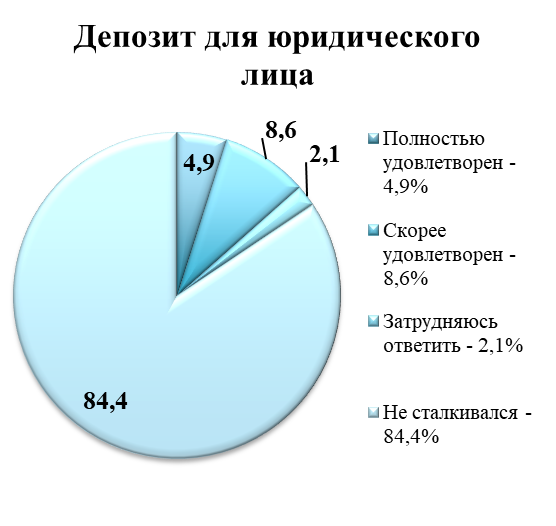 Депозит для юридического
лица
4,9
8,6
2,1
84,4
Полностью
удовлетворен -
4,9%
Скорее
удовлетворен -
8,6%
Затрудняюсь
ответить - 2,1%
Не сталкивался -
84,4%